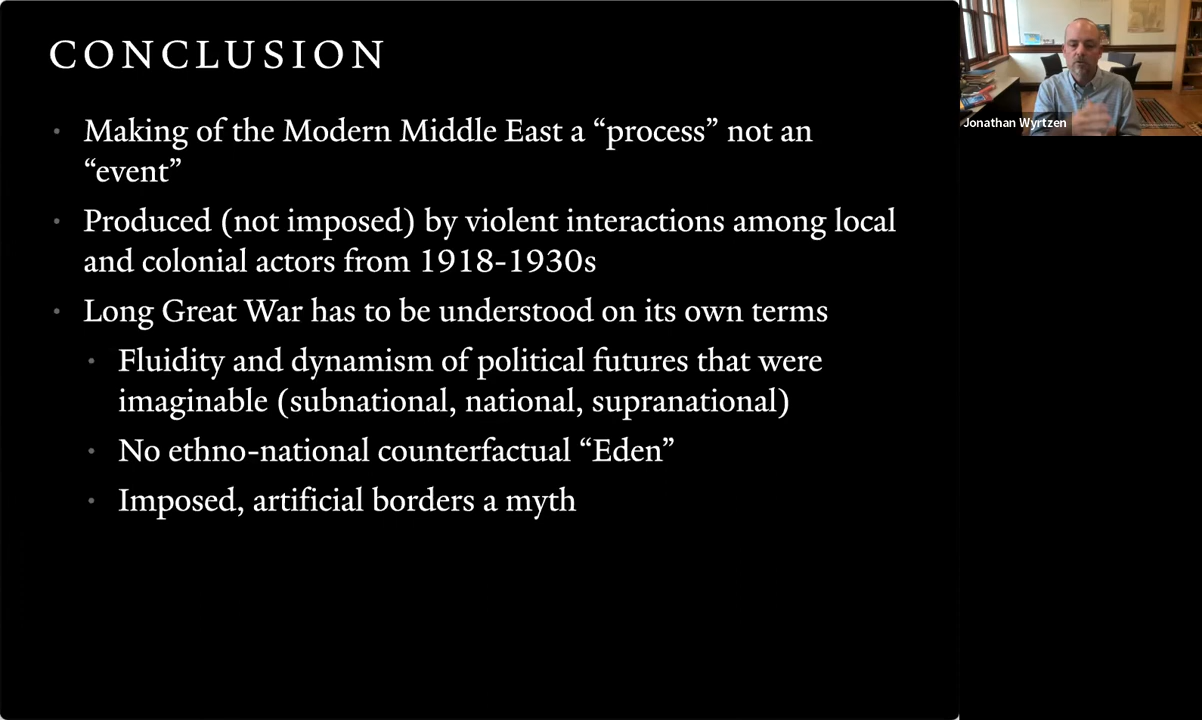 CONCLUSION
• Making of the Modern Middle East a “process” not an
“event”
• Produced (not imposed) by violent interactions among local
and colonial actors from 1918-1930s
• Long Great War has to be understood on its own terms
• Fluidity and dynamism of political futures that were
imaginable (subnational, national, supranational)
• No ethno-national counterfactual “Eden”
• Imposed, artificial borders a myth
Jonathan Wyrtzen